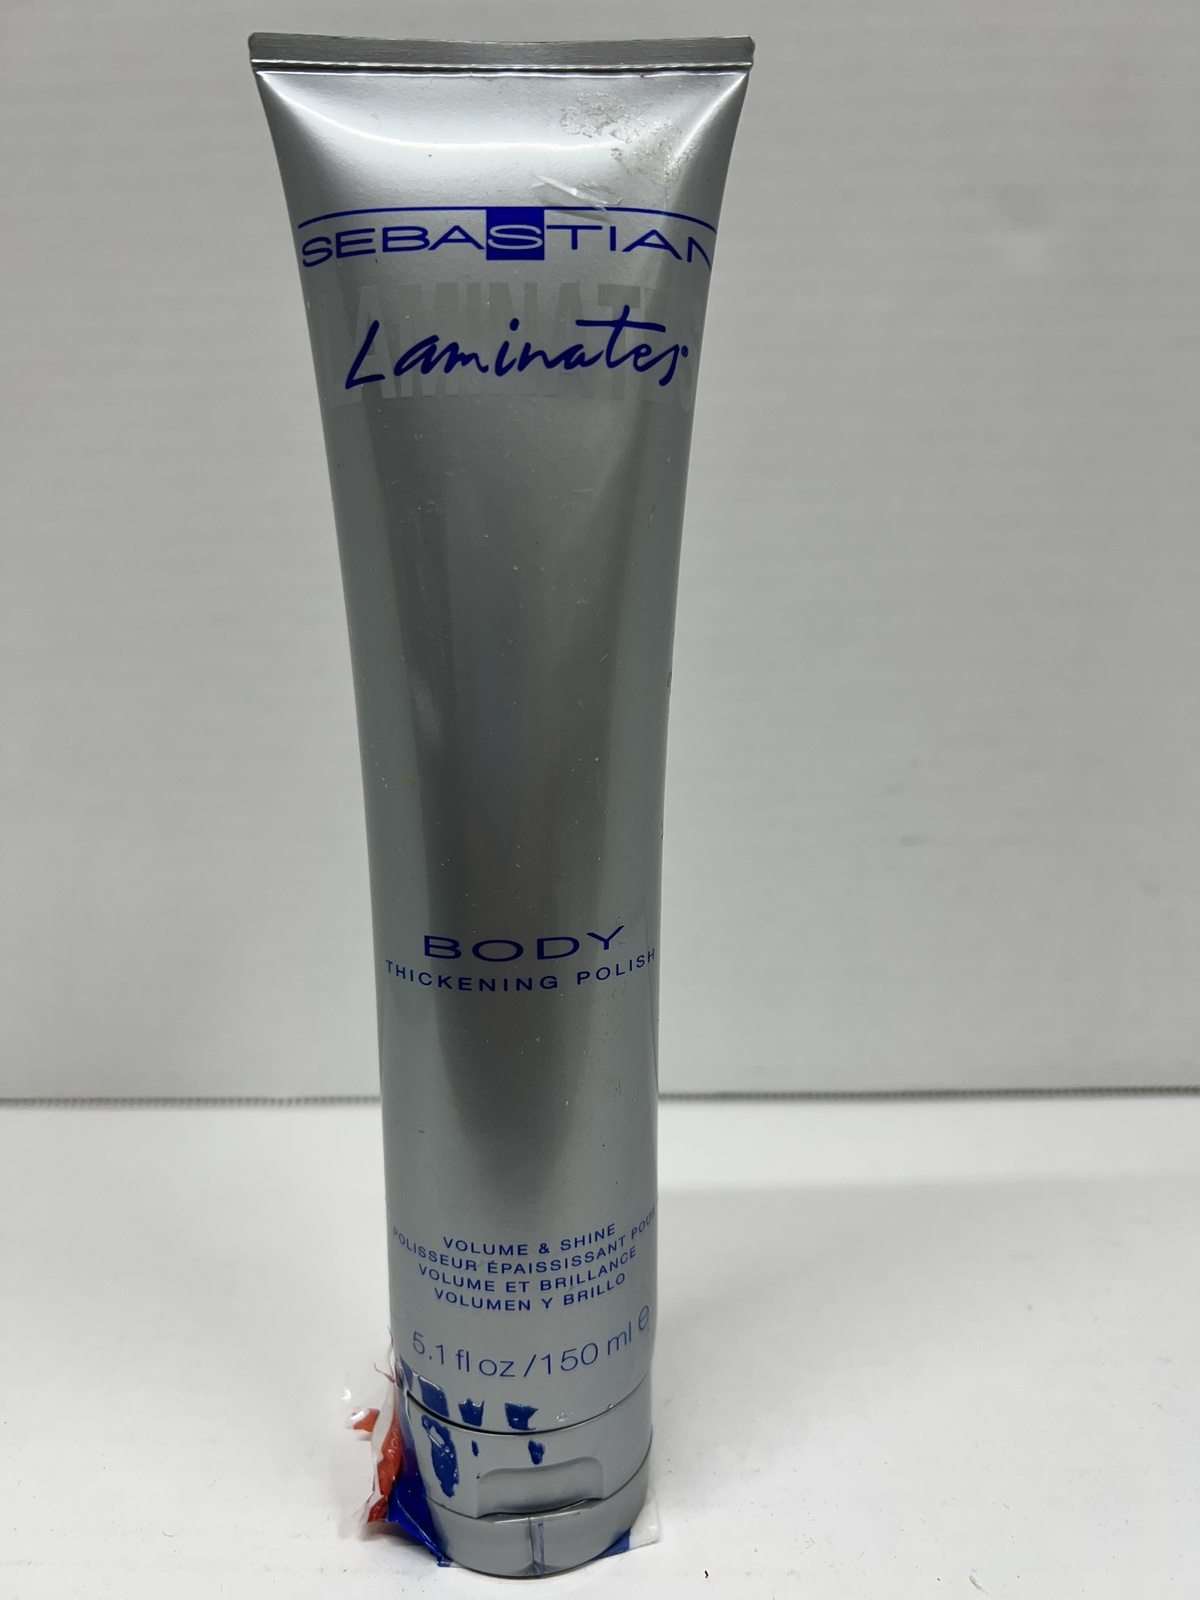 SEBASTIAN
LAMINATES
Laminates®
BODY
THICKENING POLISH
VOLUME & SHINE
POLISSEUR ÉPAISSISSANT POUR
VOLUME ET BRILLANCE
VOLUMEN Y BRILLO
5.1 fl oz /150 ml e